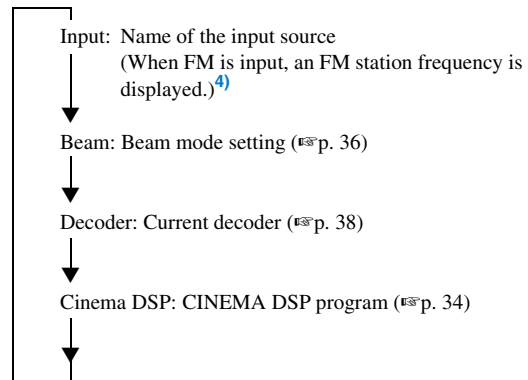 Input: Name of the input source
(When FM is input, an FM station frequency is
displayed.)4)
Beam: Beam mode setting (☞p. 36)
Decoder: Current decoder (☞p. 38)
Cinema DSP: CINEMA DSP program (☞p. 34)